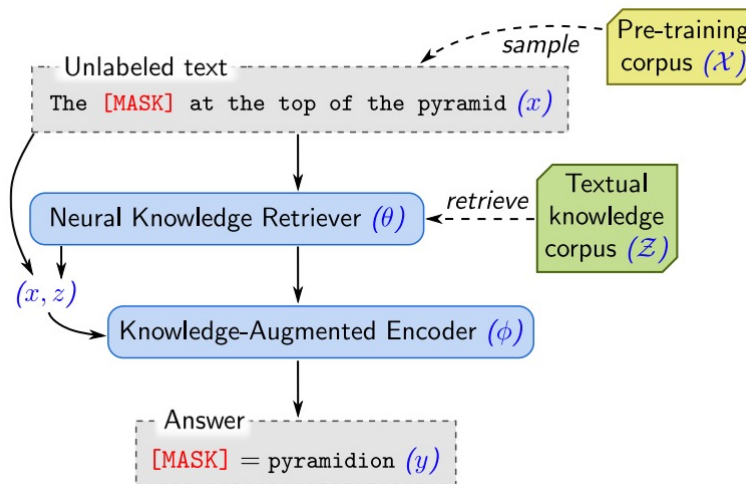 Pre-training
corpus (𝒳)
sample
Unlabeled text
The [MASK] at the top of the pyramid (x)
Neural Knowledge Retriever (θ)
retrieve
Textual
knowledge
corpus (𝒵)
(x, z)
Knowledge-Augmented Encoder (ϕ)
Answer
[MASK] = pyramidion (y)